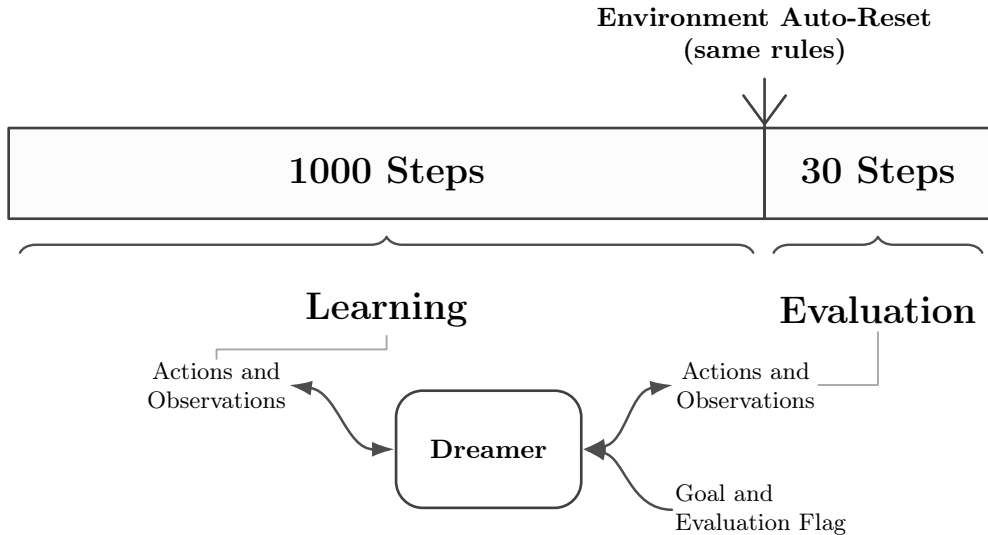 Environment Auto-Reset
(same rules)
1000 Steps
30 Steps
Learning
Evaluation
Actions and
Observations
Actions and
Observations
Dreamer
Goal and
Evaluation Flag